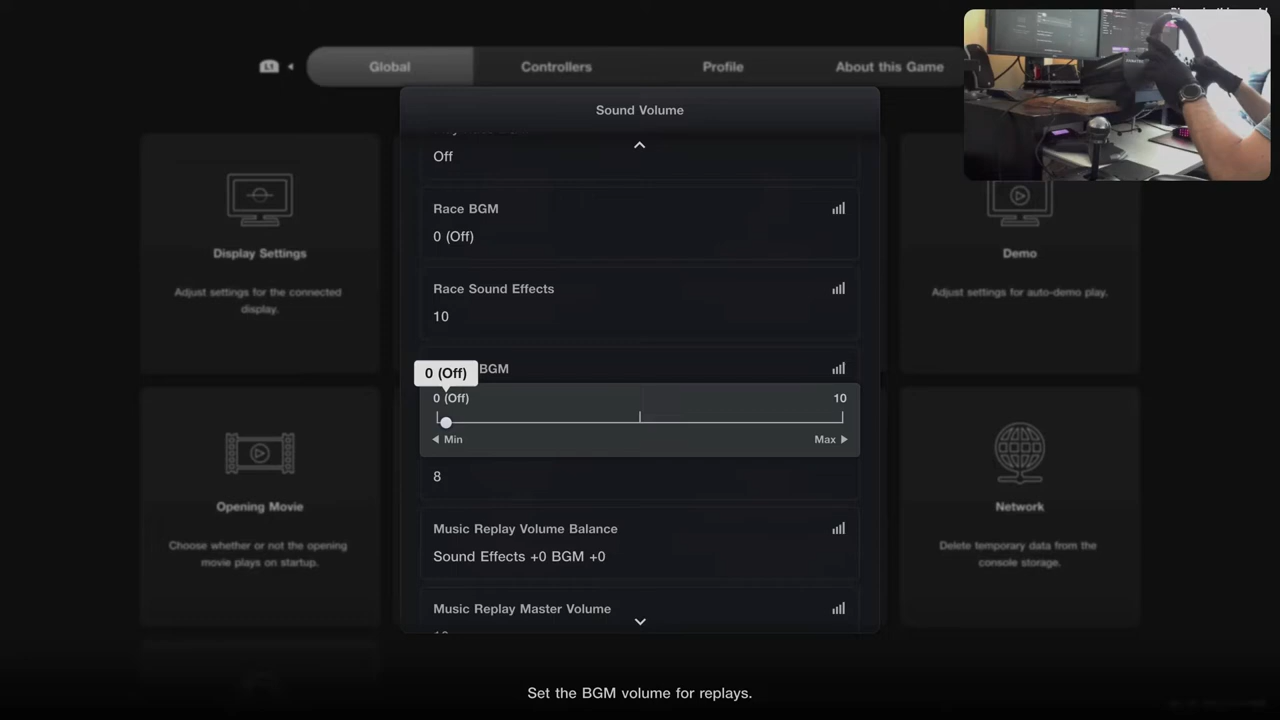 L1
Global
Controllers
Profile
About this Game
Sound Volume
Off
Race BGM
0 (Off)
Race Sound Effects
10
BGM
0 (Off)
0 (Off)
10
Min
Max
8
Music Replay Volume Balance
Sound Effects +0 BGM +0
Music Replay Master Volume
Display Settings
Adjust settings for the connected
display.
Demo
Adjust settings for auto-demo play.
Opening Movie
Choose whether or not the opening
movie plays on startup.
Network
Delete temporary data from the
console storage.
Set the BGM volume for replays.